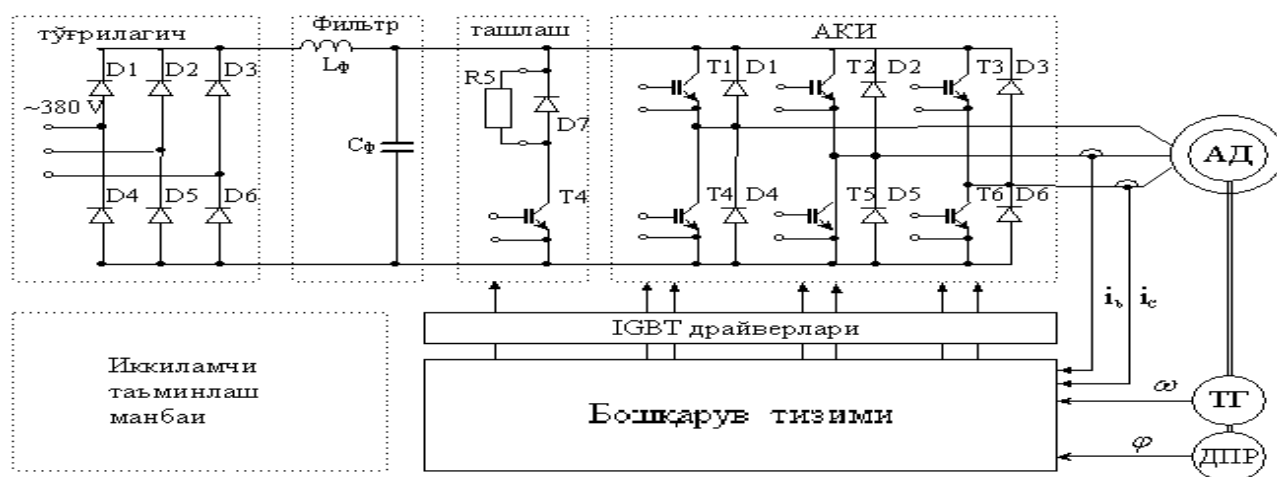 тўғрилагич
Фильтр
ташлаш
АКИ
D1
D2
D3
Lф
R5
D7
T1
D1
T2
D2
T3
D3
~380 V
Cф
АД
D4
D5
D6
T4
T4
D4
T5
D5
T6
D6
iь
ic
IGBT драйверлари
Иккиламчи
таъминлаш
манбаи
Бошқарув тизими
ω
ТГ
φ
ДПР